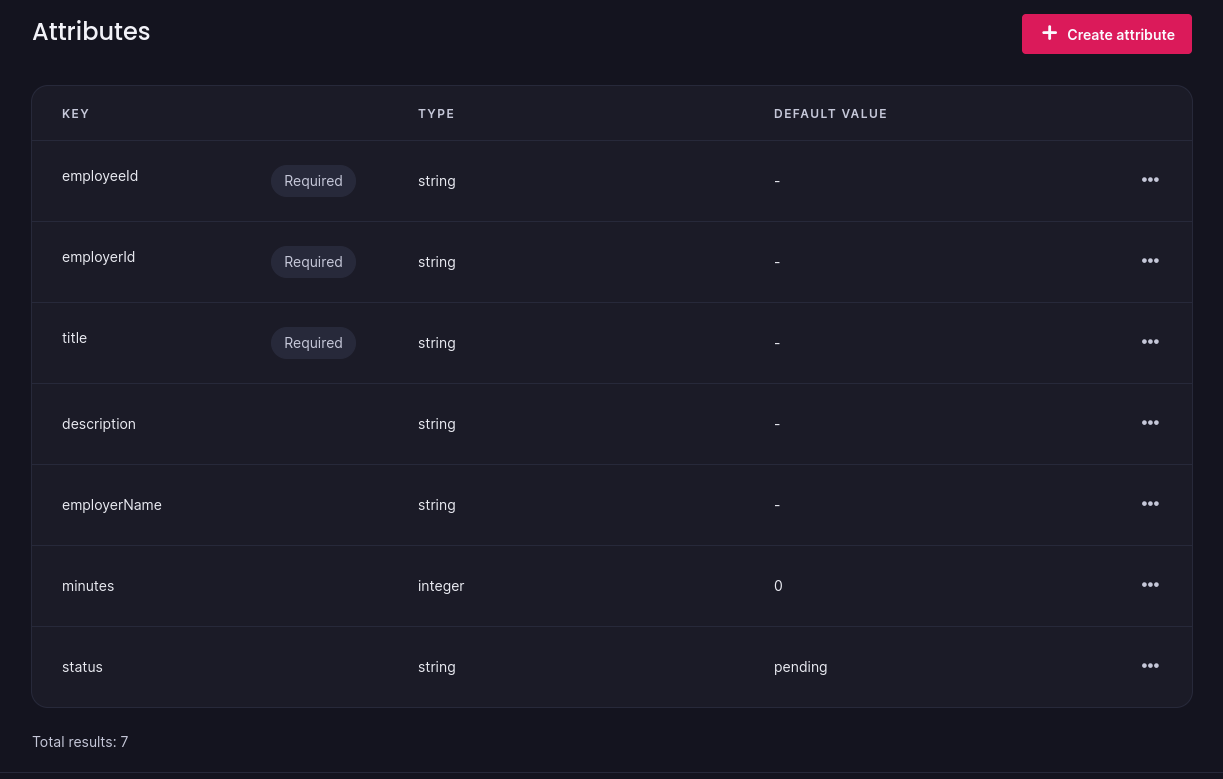 Attributes
Create attribute
KEY TYPE DEFAULT VALUE
employeeId Required string -
employerId Required string -
title Required string -
description string -
employerName string -
minutes integer 0
status string pending
Total results: 7